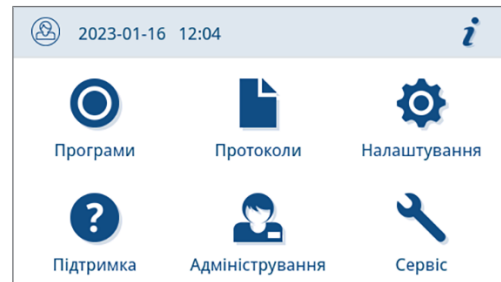 2023-01-16 12:04
Програми Протоколи Налаштування
Підтримка Адміністрування Сервіс